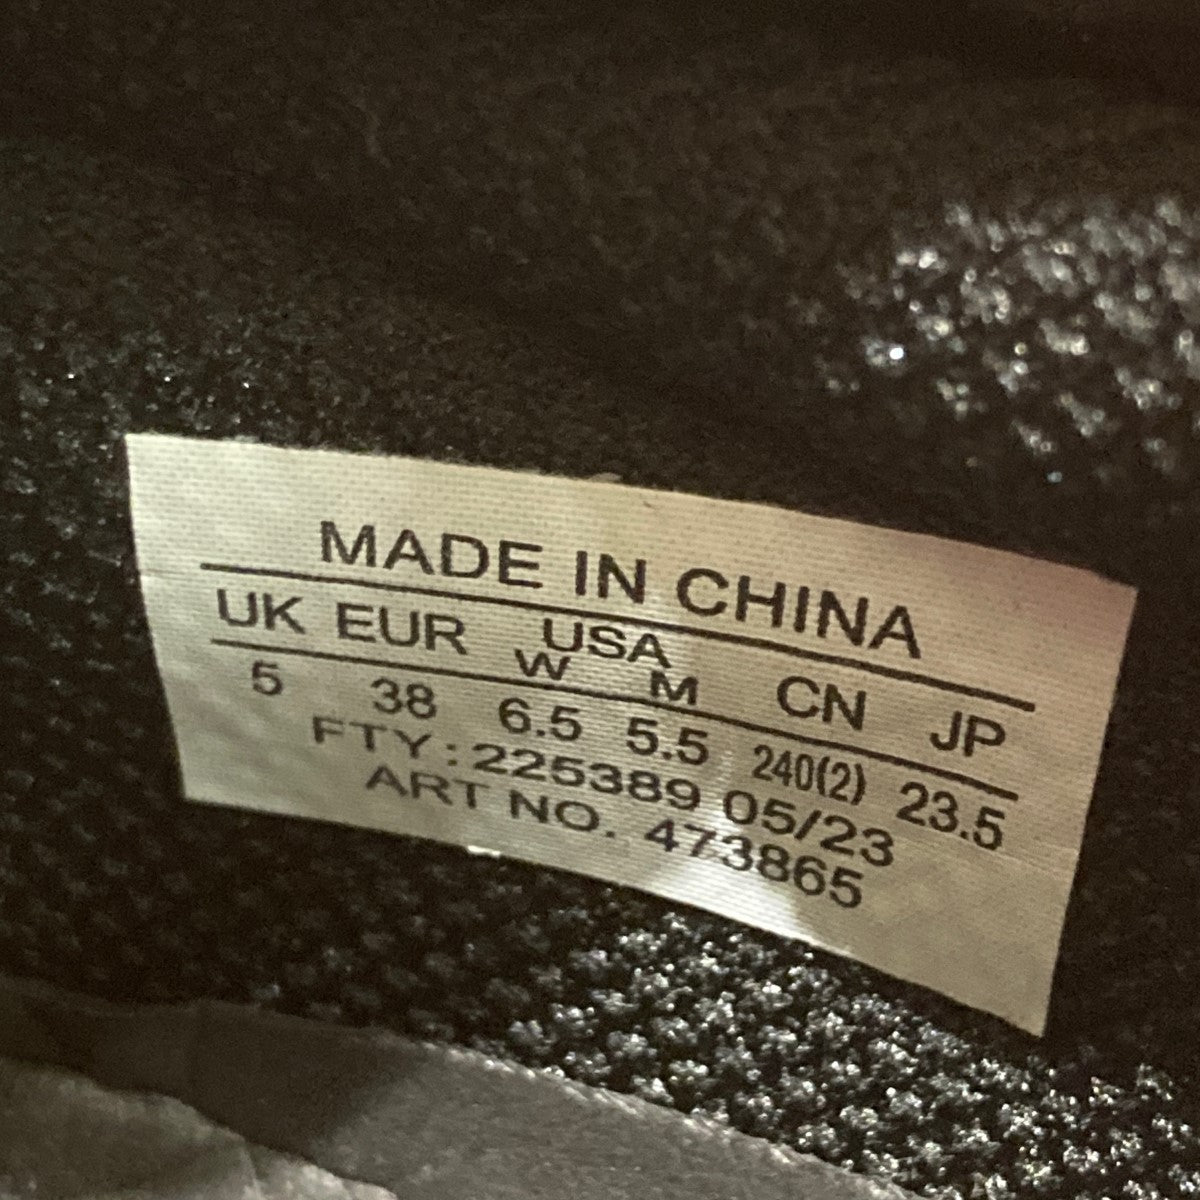 MADE IN CHINA
UK EUR USA CN JP
W M
5 38 6.5 5.5 240(2) 23.5
FTY:225389 05/23
ART NO. 473865